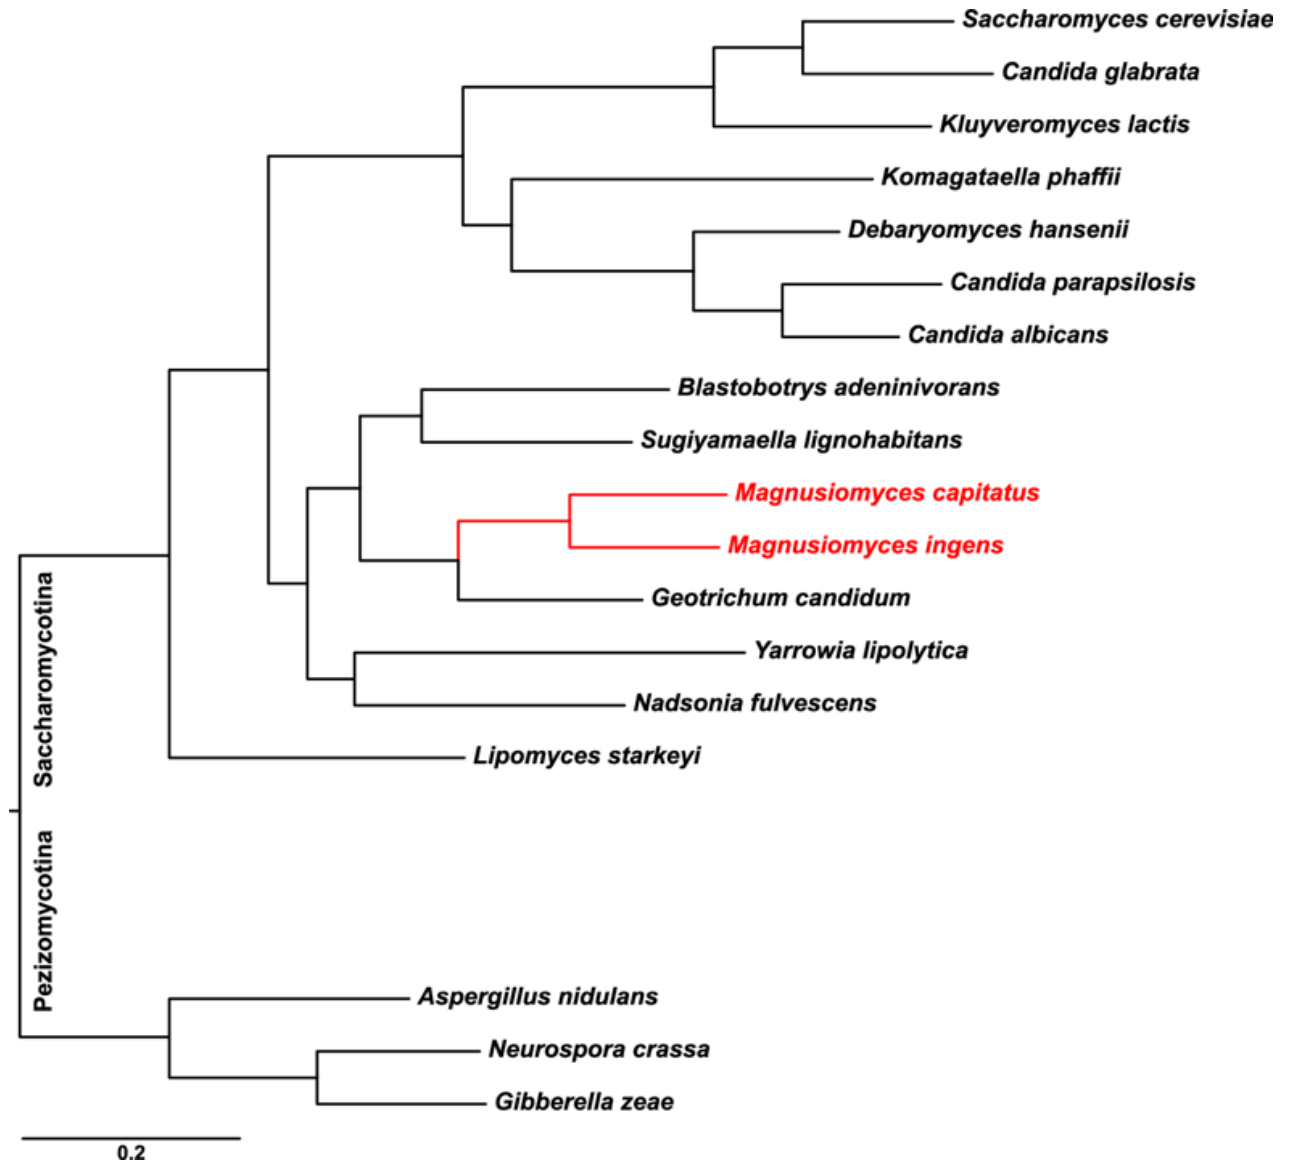 Saccharomyces cerevisiae
Candida glabrata
Kluyveromyces lactis
Komagataella phaffii
Debaryomyces hansenii
Candida parapsilosis
Candida albicans
Blastobotrys adeninivorans
Sugiyamaella lignohabitans
Magnusiomyces capitatus
Magnusiomyces ingens
Geotrichum candidum
Yarrowia lipolytica
Nadsonia fulvescens
Lipomyces starkeyi
Saccharomycotina
Pezizomycotina
Aspergillus nidulans
Neurospora crassa
Gibberella zeae
0.2